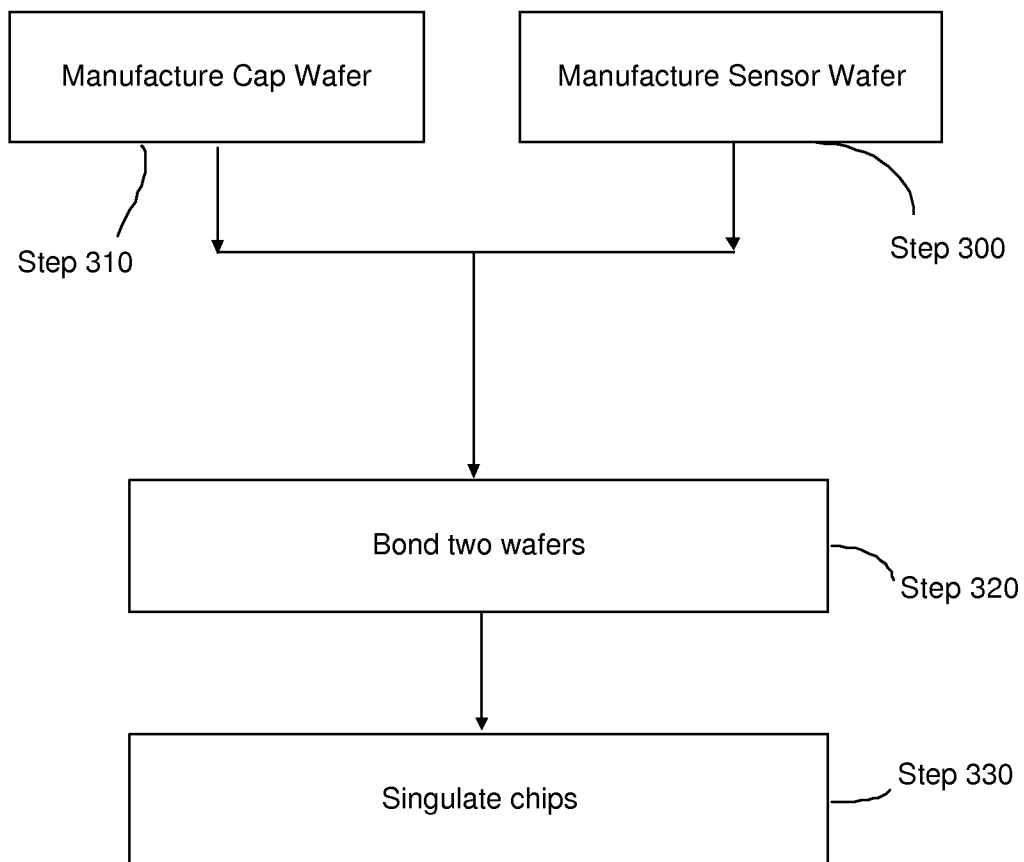 Manufacture Cap Wafer
Manufacture Sensor Wafer
Step 310
Step 300
Bond two wafers
Step 320
Singulate chips
Step 330